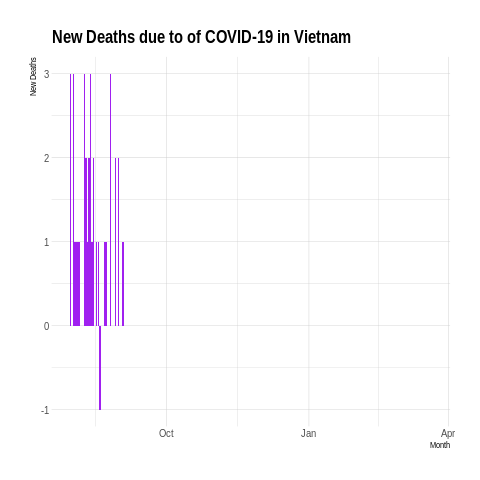 New Deaths due to of COVID-19 in Vietnam
New Deaths
3
2
1
0
-1
Oct
Jan
Apr
Month